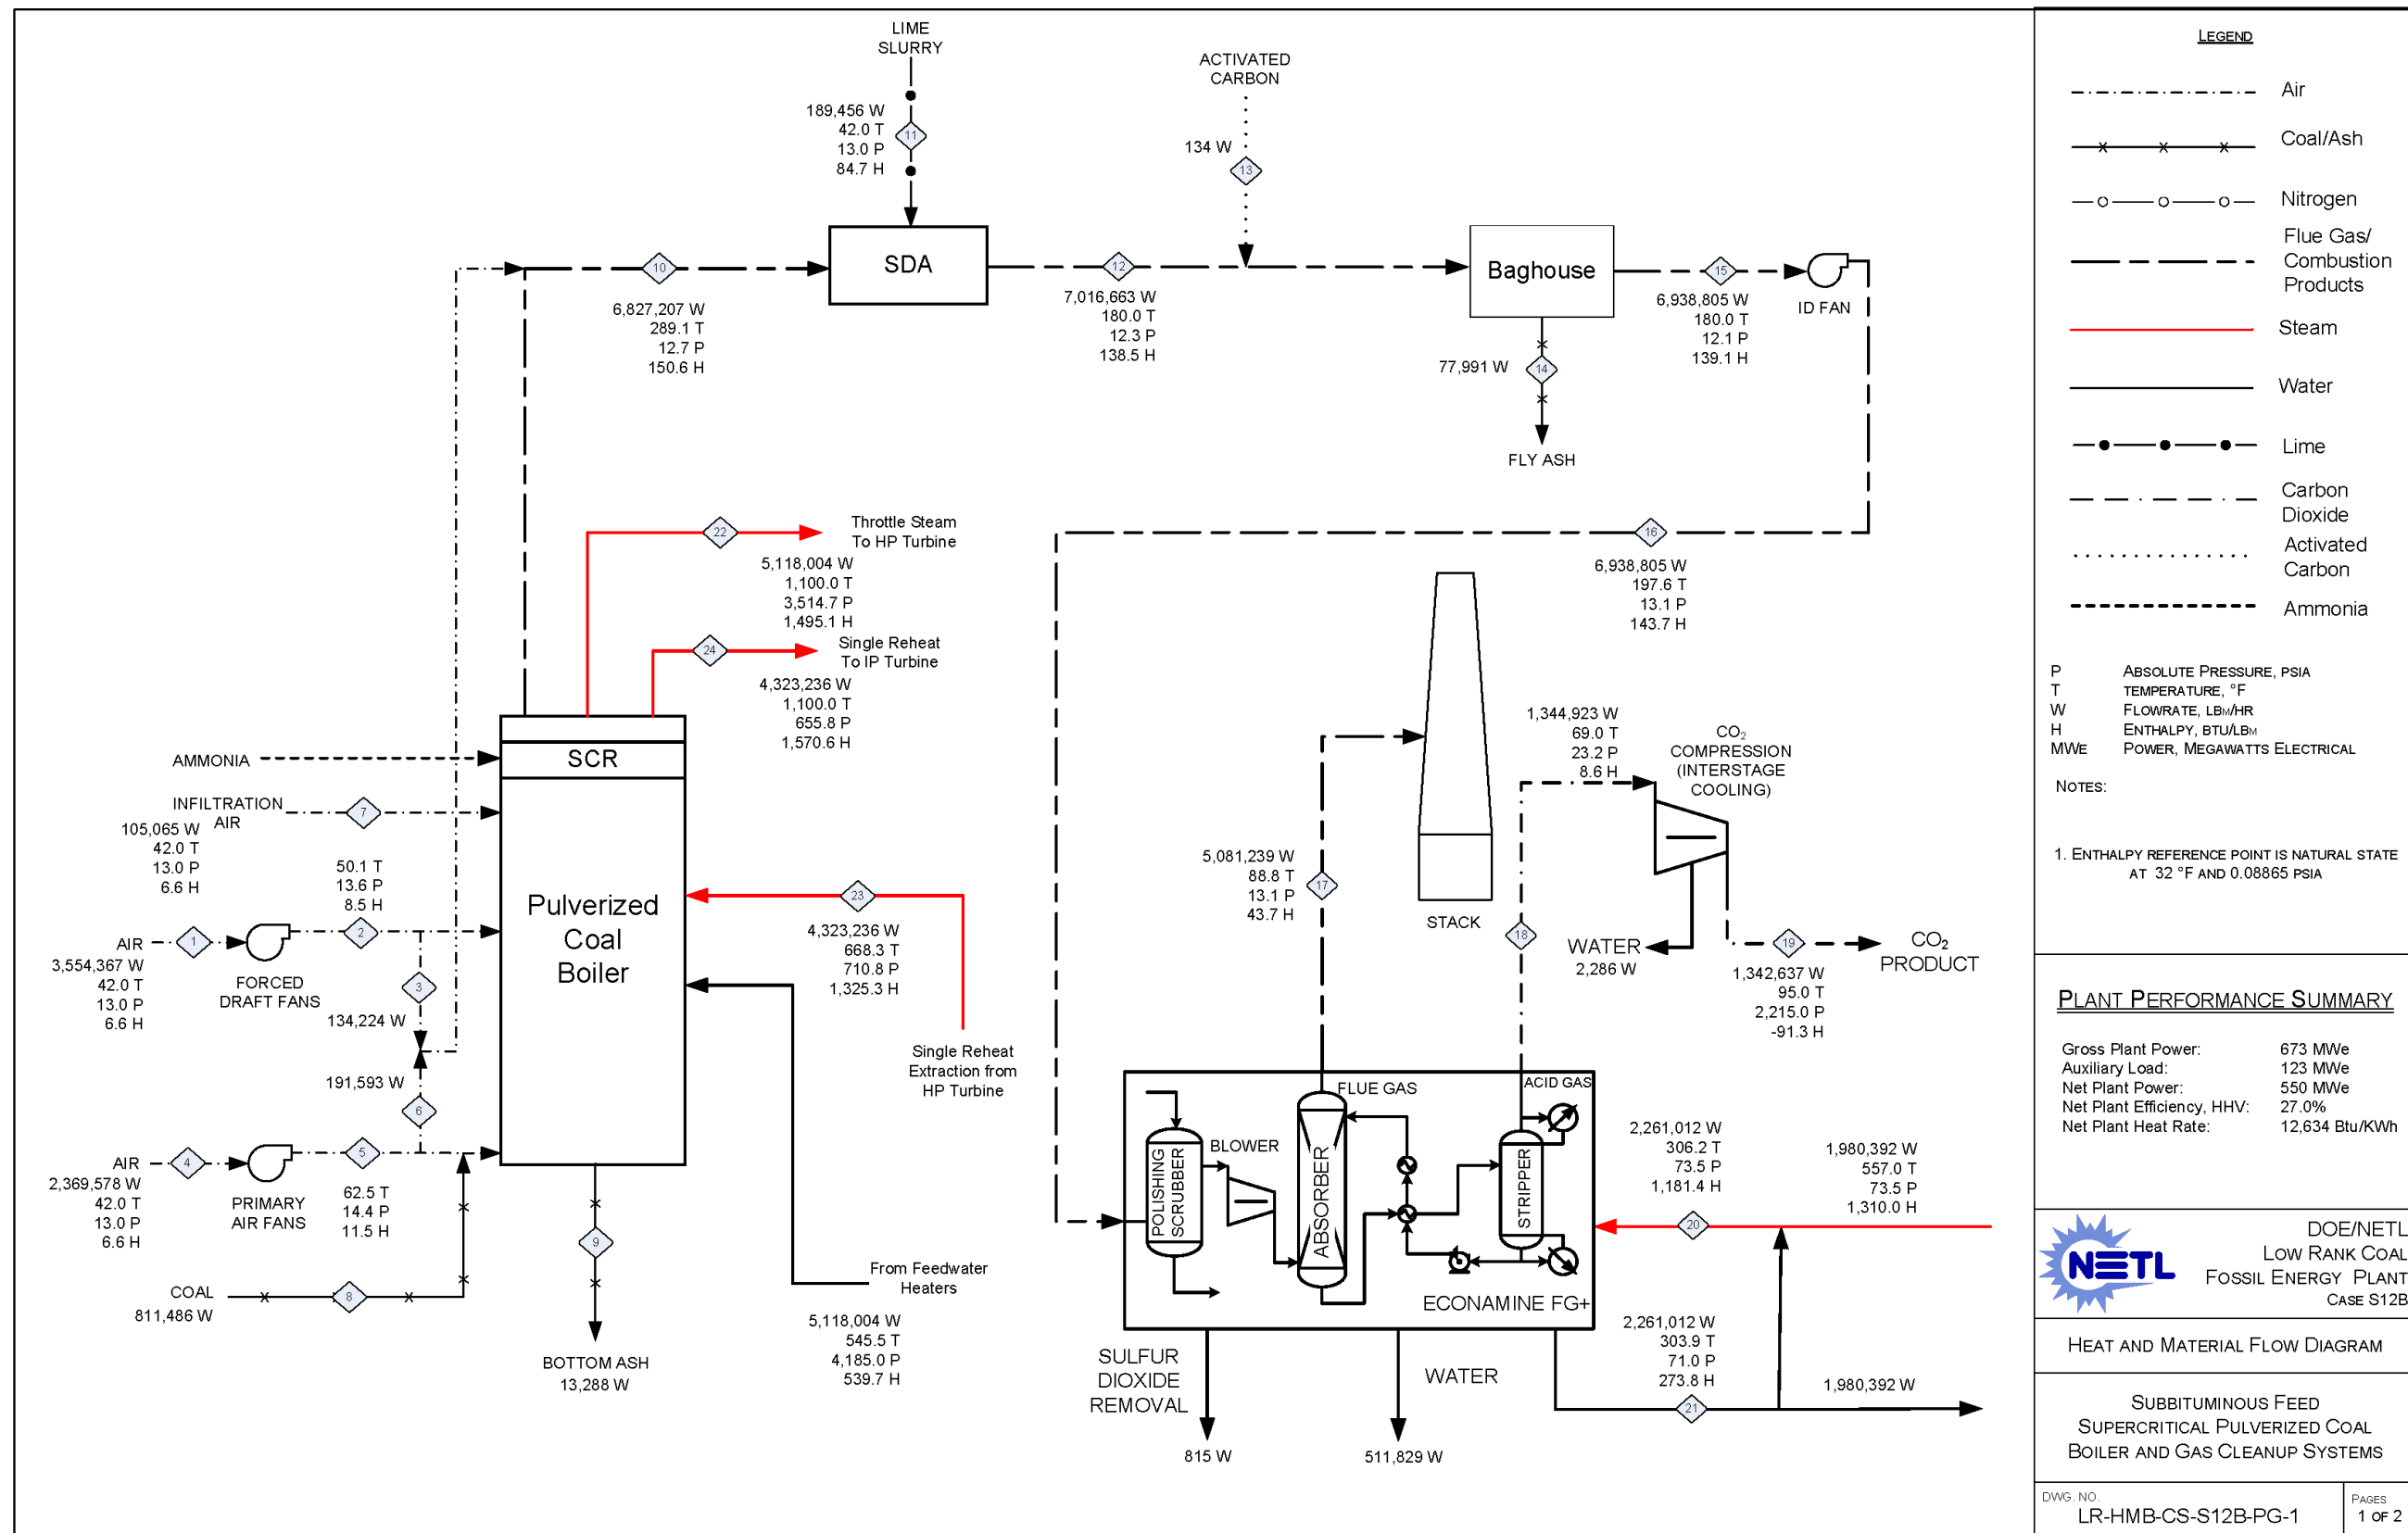 LIME
SLURRY
189,456 W
42.0 T
13.0 P
84.7 H
11
ACTIVATED
CARBON
134 W
13
10
6,827,207 W
289.1 T
12.7 P
150.6 H
SDA
12
7,016,663 W
180.0 T
12.3 P
138.5 H
Baghouse
15
6,938,805 W
180.0 T
12.1 P
139.1 H
ID FAN
77,991 W
14
FLY ASH
22
Throttle Steam
To HP Turbine
5,118,004 W
1,100.0 T
3,514.7 P
1,495.1 H
24
Single Reheat
To IP Turbine
4,323,236 W
1,100.0 T
655.8 P
1,570.6 H
16
6,938,805 W
197.6 T
13.1 P
143.7 H
AMMONIA
SCR
INFILTRATION
AIR
7
105,065 W
42.0 T
13.0 P
6.6 H
50.1 T
13.6 P
8.5 H
Pulverized
Coal
Boiler
AIR
1
2
3,554,367 W
42.0 T
13.0 P
6.6 H
FORCED
DRAFT FANS
3
134,224 W
191,593 W
6
AIR
4
5
2,369,578 W
42.0 T
13.0 P
6.6 H
PRIMARY
AIR FANS
62.5 T
14.4 P
11.5 H
COAL
8
811,486 W
9
BOTTOM ASH
13,288 W
23
4,323,236 W
668.3 T
710.8 P
1,325.3 H
Single Reheat
Extraction from
HP Turbine
From Feedwater
Heaters
5,118,004 W
545.5 T
4,185.0 P
539.7 H
5,081,239 W
88.8 T
13.1 P
43.7 H
17
STACK
1,344,923 W
69.0 T
23.2 P
8.6 H
18
CO2
COMPRESSION
(INTERSTAGE
COOLING)
WATER
2,286 W
19
1,342,637 W
95.0 T
2,215.0 P
-91.3 H
CO2
PRODUCT
FLUE GAS
ACID GAS
POLISHING
SCRUBBER
BLOWER
ABSORBER
STRIPPER
ECONAMINE FG+
2,261,012 W
306.2 T
73.5 P
1,181.4 H
1,980,392 W
557.0 T
73.5 P
1,310.0 H
20
2,261,012 W
303.9 T
71.0 P
273.8 H
21
1,980,392 W
SULFUR
DIOXIDE
REMOVAL
815 W
WATER
511,829 W
LEGEND
Air
Coal/Ash
Nitrogen
Flue Gas/
Combustion
Products
Steam
Water
Lime
Carbon
Dioxide
Activated
Carbon
Ammonia
P ABSOLUTE PRESSURE, PSIA
T TEMPERATURE, °F
W FLOWRATE, LBM/HR
H ENTHALPY, BTU/LBM
MWE POWER, MEGAWATTS ELECTRICAL
NOTES:
1. ENTHALPY REFERENCE POINT IS NATURAL STATE
AT 32 °F AND 0.08865 PSIA
PLANT PERFORMANCE SUMMARY
Gross Plant Power: 673 MWe
Auxiliary Load: 123 MWe
Net Plant Power: 550 MWe
Net Plant Efficiency, HHV: 27.0%
Net Plant Heat Rate: 12,634 Btu/KWh
NETL
DOE/NETL
LOW RANK COAL
FOSSIL ENERGY PLANT
CASE S12B
HEAT AND MATERIAL FLOW DIAGRAM
SUBBITUMINOUS FEED
SUPERCRITICAL PULVERIZED COAL
BOILER AND GAS CLEANUP SYSTEMS
DWG. NO.
LR-HMB-CS-S12B-PG-1
PAGES
1 OF 2